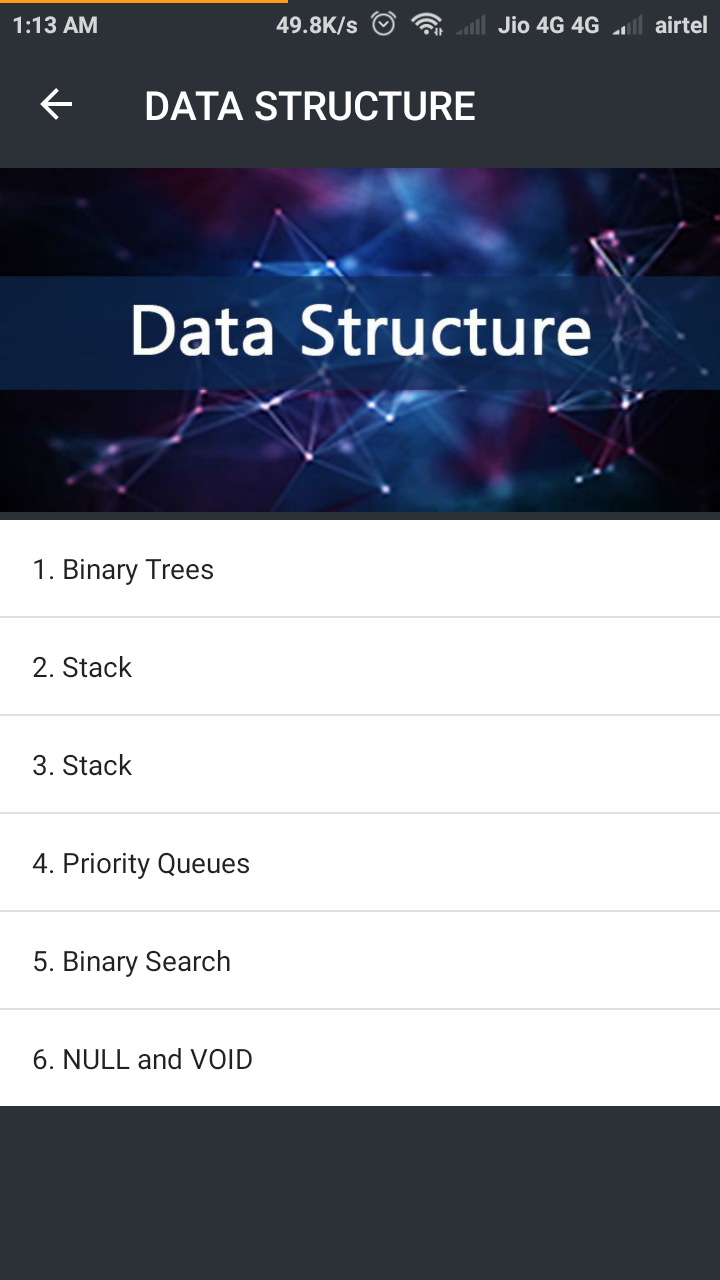 1:13 AM 49.8K/s Jio 4G 4G airtel
DATA STRUCTURE
Data Structure
1. Binary Trees
2. Stack
3. Stack
4. Priority Queues
5. Binary Search
6. NULL and VOID